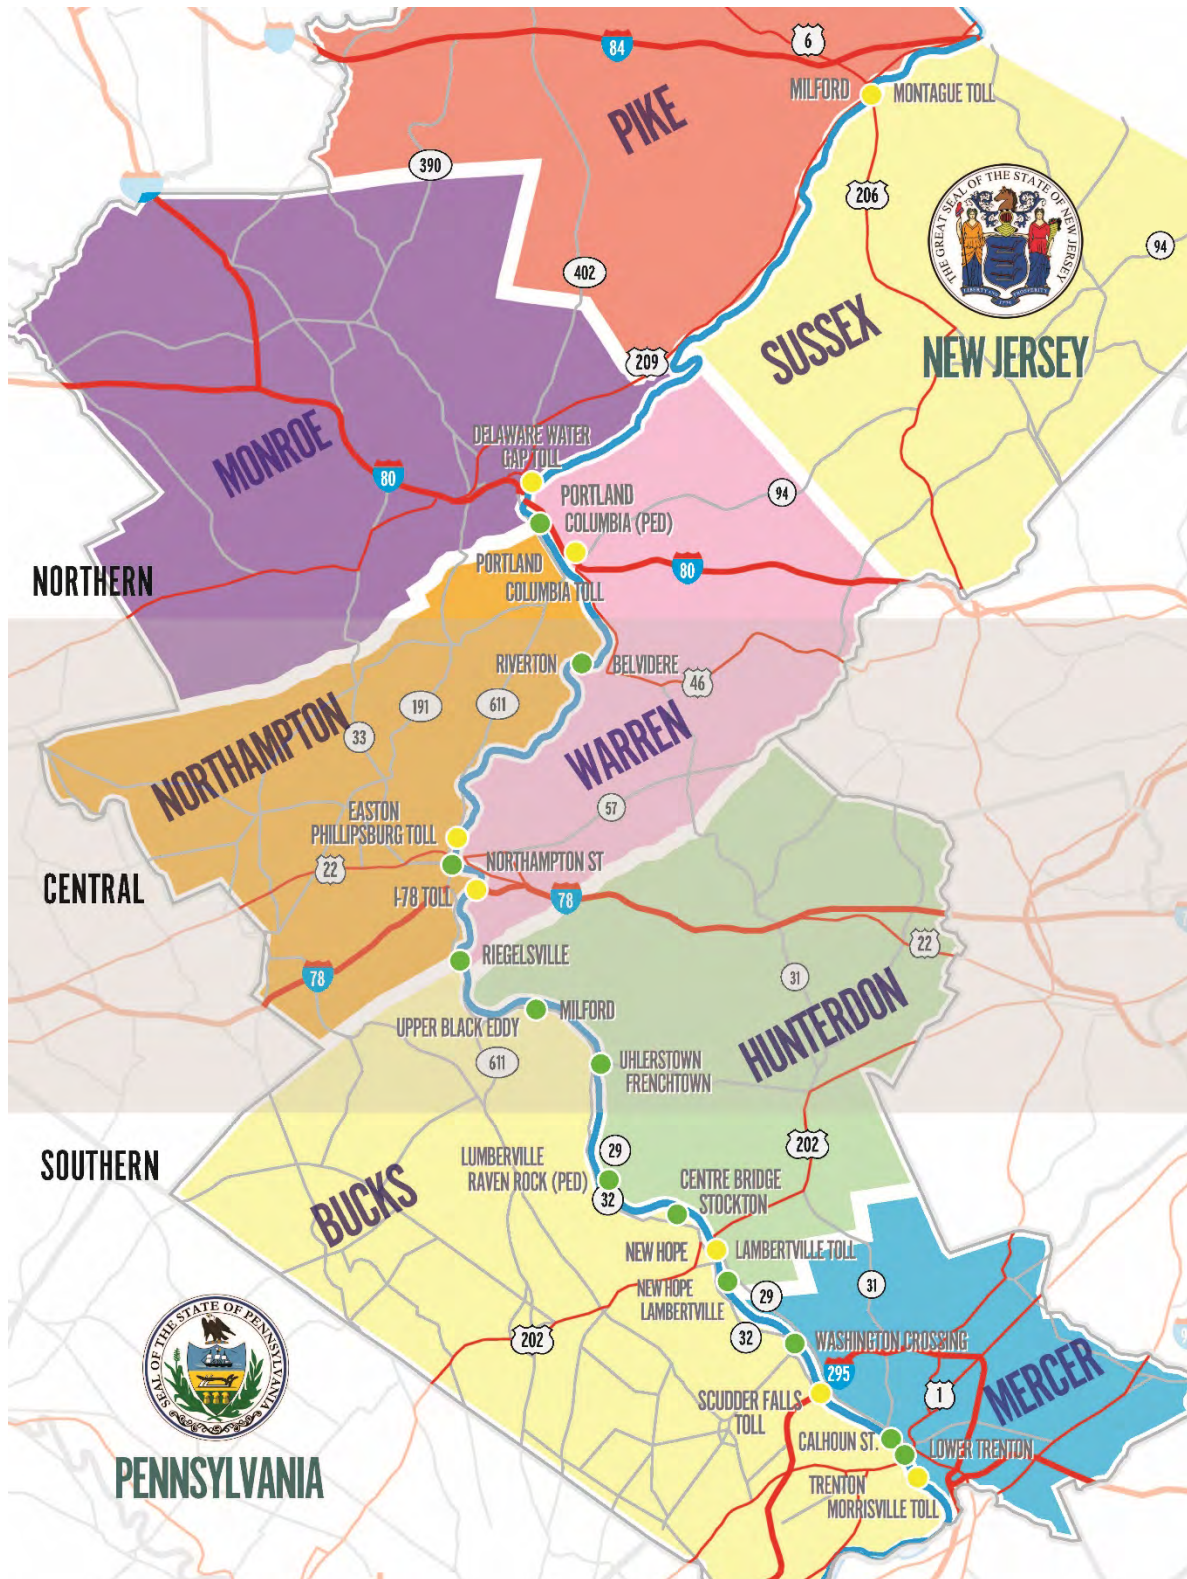 84
6
MILFORD
MONTAGUE TOLL
PIKE
390
206
THE GREAT SEAL OF THE STATE OF NEW JERSEY
LIBERTY AND PROSPERITY
1776
94
402
SUSSEX
NEW JERSEY
209
MONROE
DELAWARE WATER
GAP TOLL
80
94
PORTLAND
COLUMBIA (PED)
NORTHERN
PORTLAND
COLUMBIA TOLL
80
RIVERTON
BELVIDERE
46
191
611
NORTHAMPTON
33
WARREN
EASTON
PHILLIPSBURG TOLL
57
22
NORTHAMPTON ST
CENTRAL
I-78 TOLL
78
22
RIEGELSVILLE
78
31
UPPER BLACK EDDY
MILFORD
HUNTERDON
611
UHLERSTOWN
FRENCHTOWN
SOUTHERN
29
202
LUMBERVILLE
RAVEN ROCK (PED)
32
CENTRE BRIDGE
STOCKTON
BUCKS
NEW HOPE
LAMBERTVILLE TOLL
NEW HOPE
LAMBERTVILLE
29
31
202
32
WASHINGTON CROSSING
SEAL OF THE STATE OF PENNSYLVANIA
295
MERCER
SCUDDER FALLS
TOLL
1
CALHOUN ST.
LOWER TRENTON
PENNSYLVANIA
TRENTON
MORRISVILLE TOLL